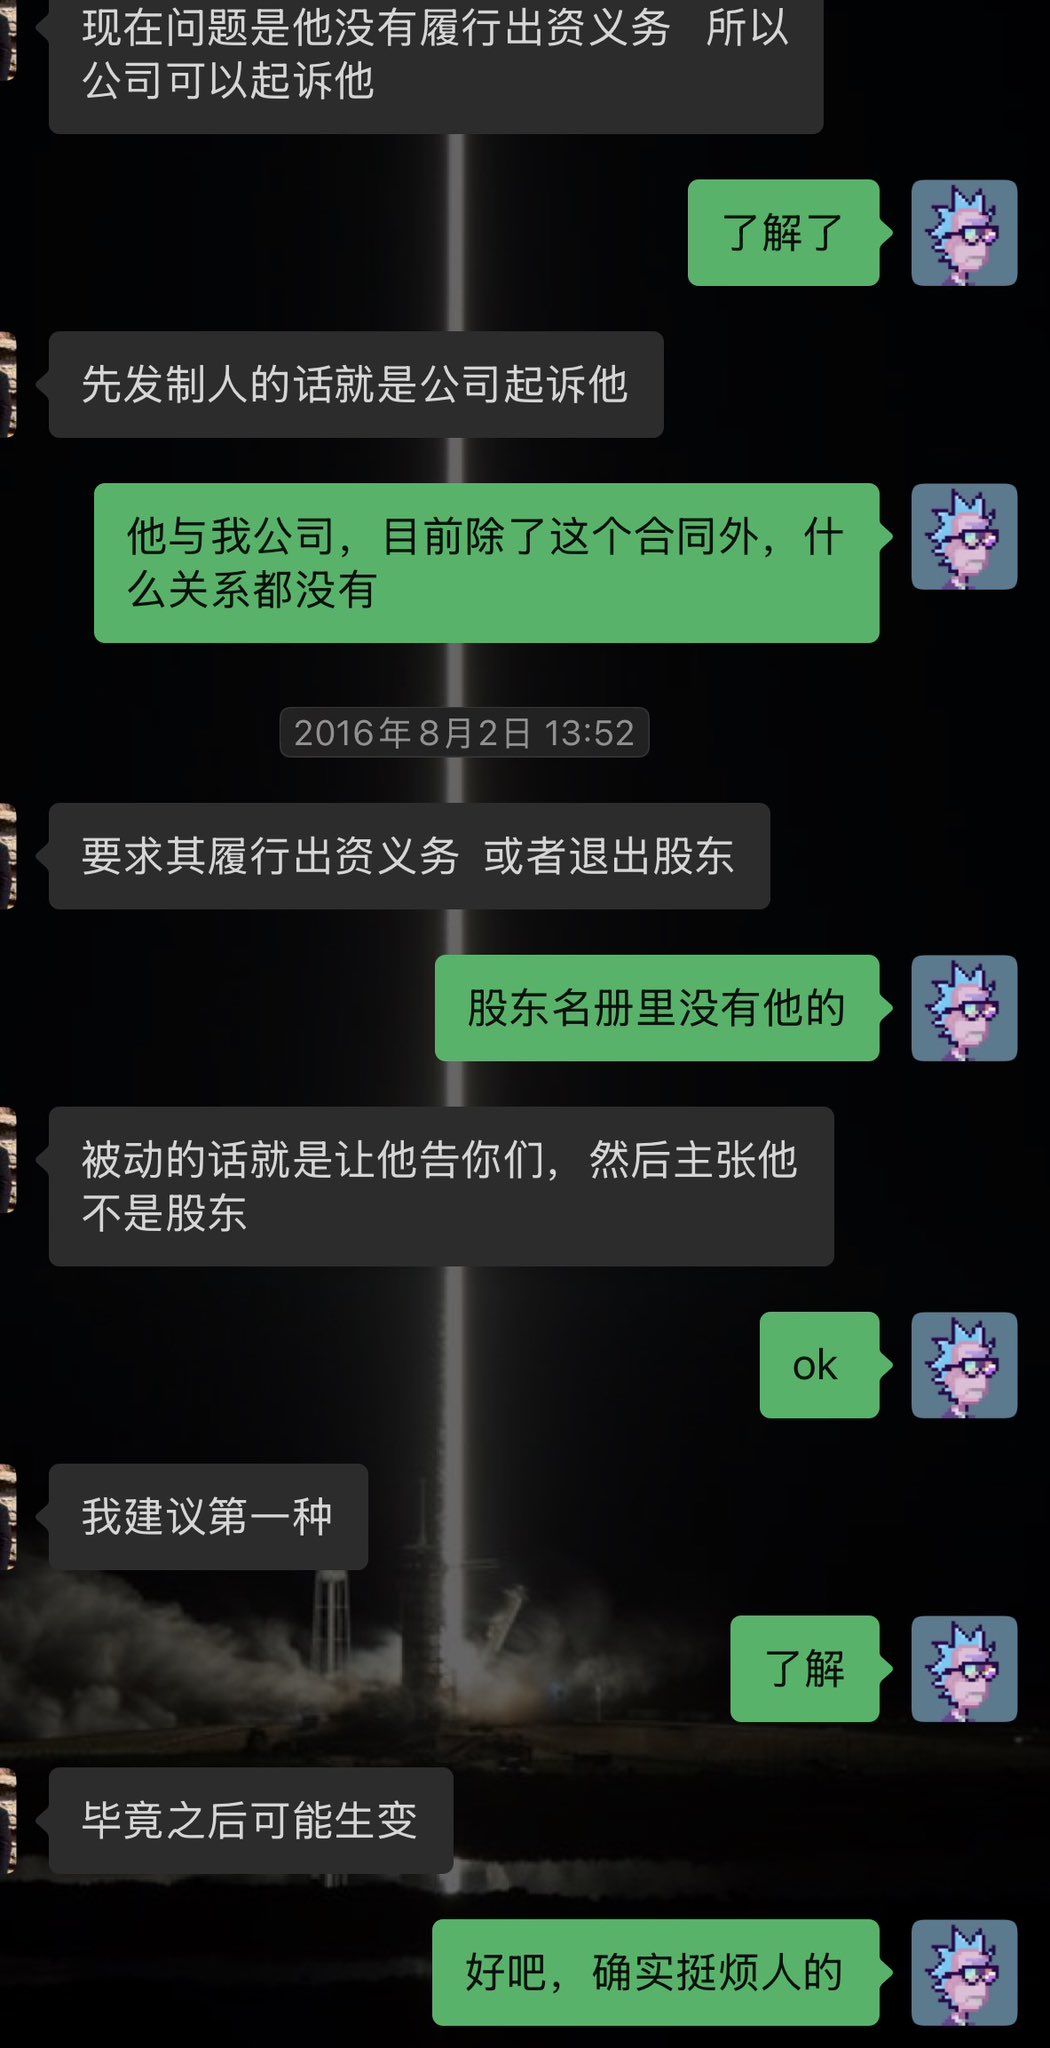 现在问题是他没有履行出资义务 所以
公司可以起诉他
了解了
先发制人的话就是公司起诉他
他与我公司，目前除了这个合同外，什
么关系都没有
2016年8月2日 13:52
要求其履行出资义务 或者退出股东
股东名册里没有他的
被动的话就是让他告你们，然后主张他
不是股东
ok
我建议第一种
了解
毕竟之后可能生变
好吧，确实挺烦人的